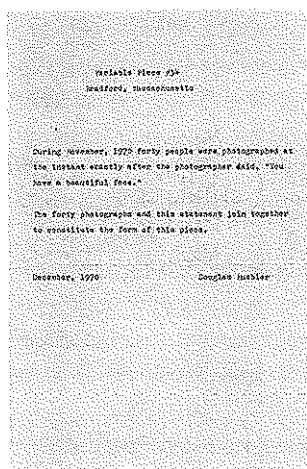 Variable Piece #34
Bradford, Massachusetts
During November, 1970 forty people were photographed at
the instant exactly after the photographer said, "You
have a beautiful face."
The forty photographs and this statement join together
to constitute the form of this piece.
December, 1970 Douglas Huebler